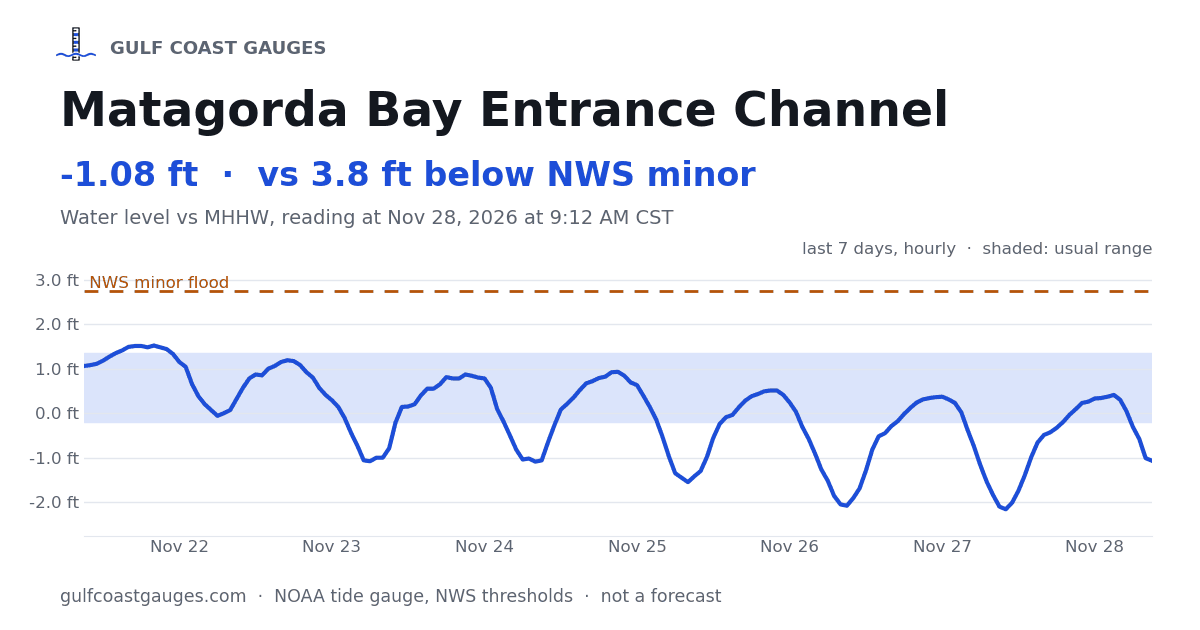 GULF COAST GAUGES
Matagorda Bay Entrance Channel
-1.08 ft · vs 3.8 ft below NWS minor
Water level vs MHHW, reading at Nov 28, 2026 at 9:12 AM CST
last 7 days, hourly · shaded: usual range
3.0 ft
NWS minor flood
2.0 ft
1.0 ft
0.0 ft
-1.0 ft
-2.0 ft
Nov 22 Nov 23 Nov 24 Nov 25 Nov 26 Nov 27 Nov 28
gulfcoastgauges.com · NOAA tide gauge, NWS thresholds · not a forecast